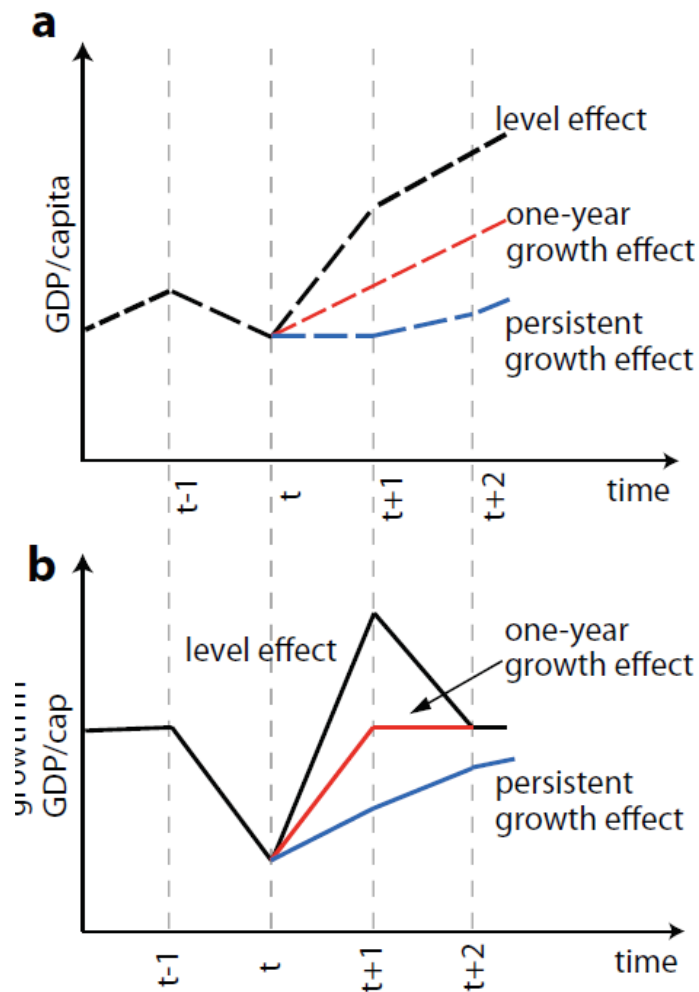 a
GDP/capita
level effect
one-year
growth effect
persistent
growth effect
t-1
t
t+1
t+2
time
b
GDP/cap
level effect
one-year
growth effect
persistent
growth effect
t-1
t
t+1
t+2
time